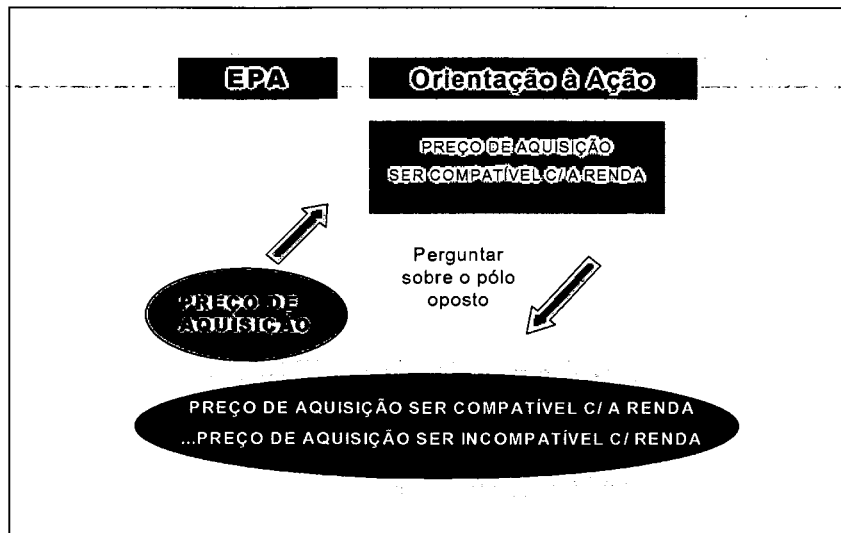 EPA
Orientação à Ação
PREÇO DE AQUISIÇÃO
SER COMPATÍVEL C/ A RENDA
Perguntar
sobre o pólo
oposto
PREÇO DE
AQUISIÇÃO
PREÇO DE AQUISIÇÃO SER COMPATÍVEL C/ A RENDA
...PREÇO DE AQUISIÇÃO SER INCOMPATÍVEL C/ RENDA